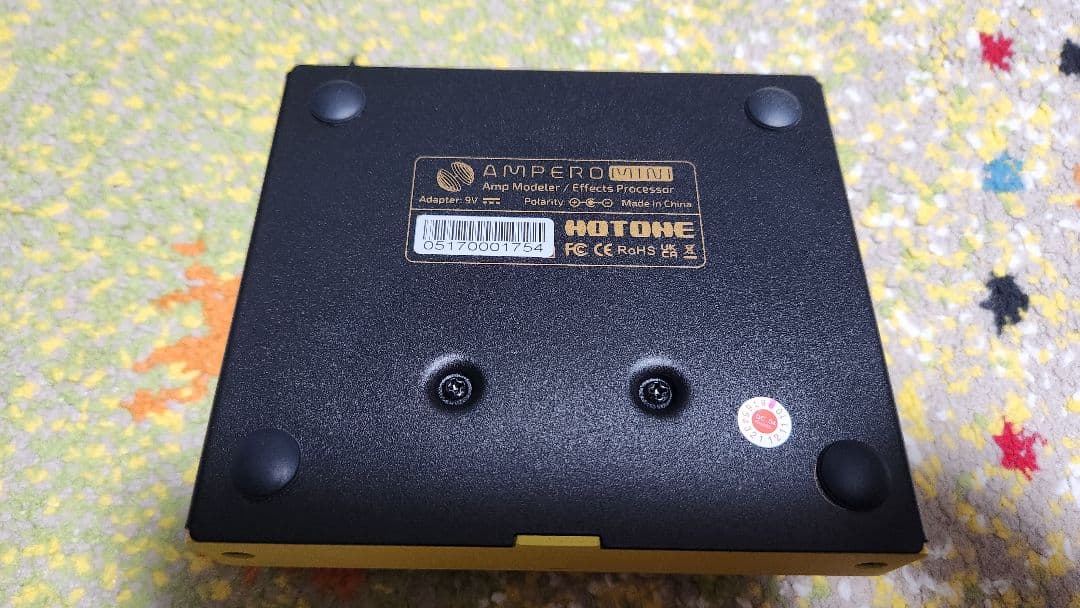 AMPERO MINI
Amp Modeler / Effects Processor
Adapter: 9V Polarity Made in China
05170001754
HOTONE
FC CE RoHS UK CA